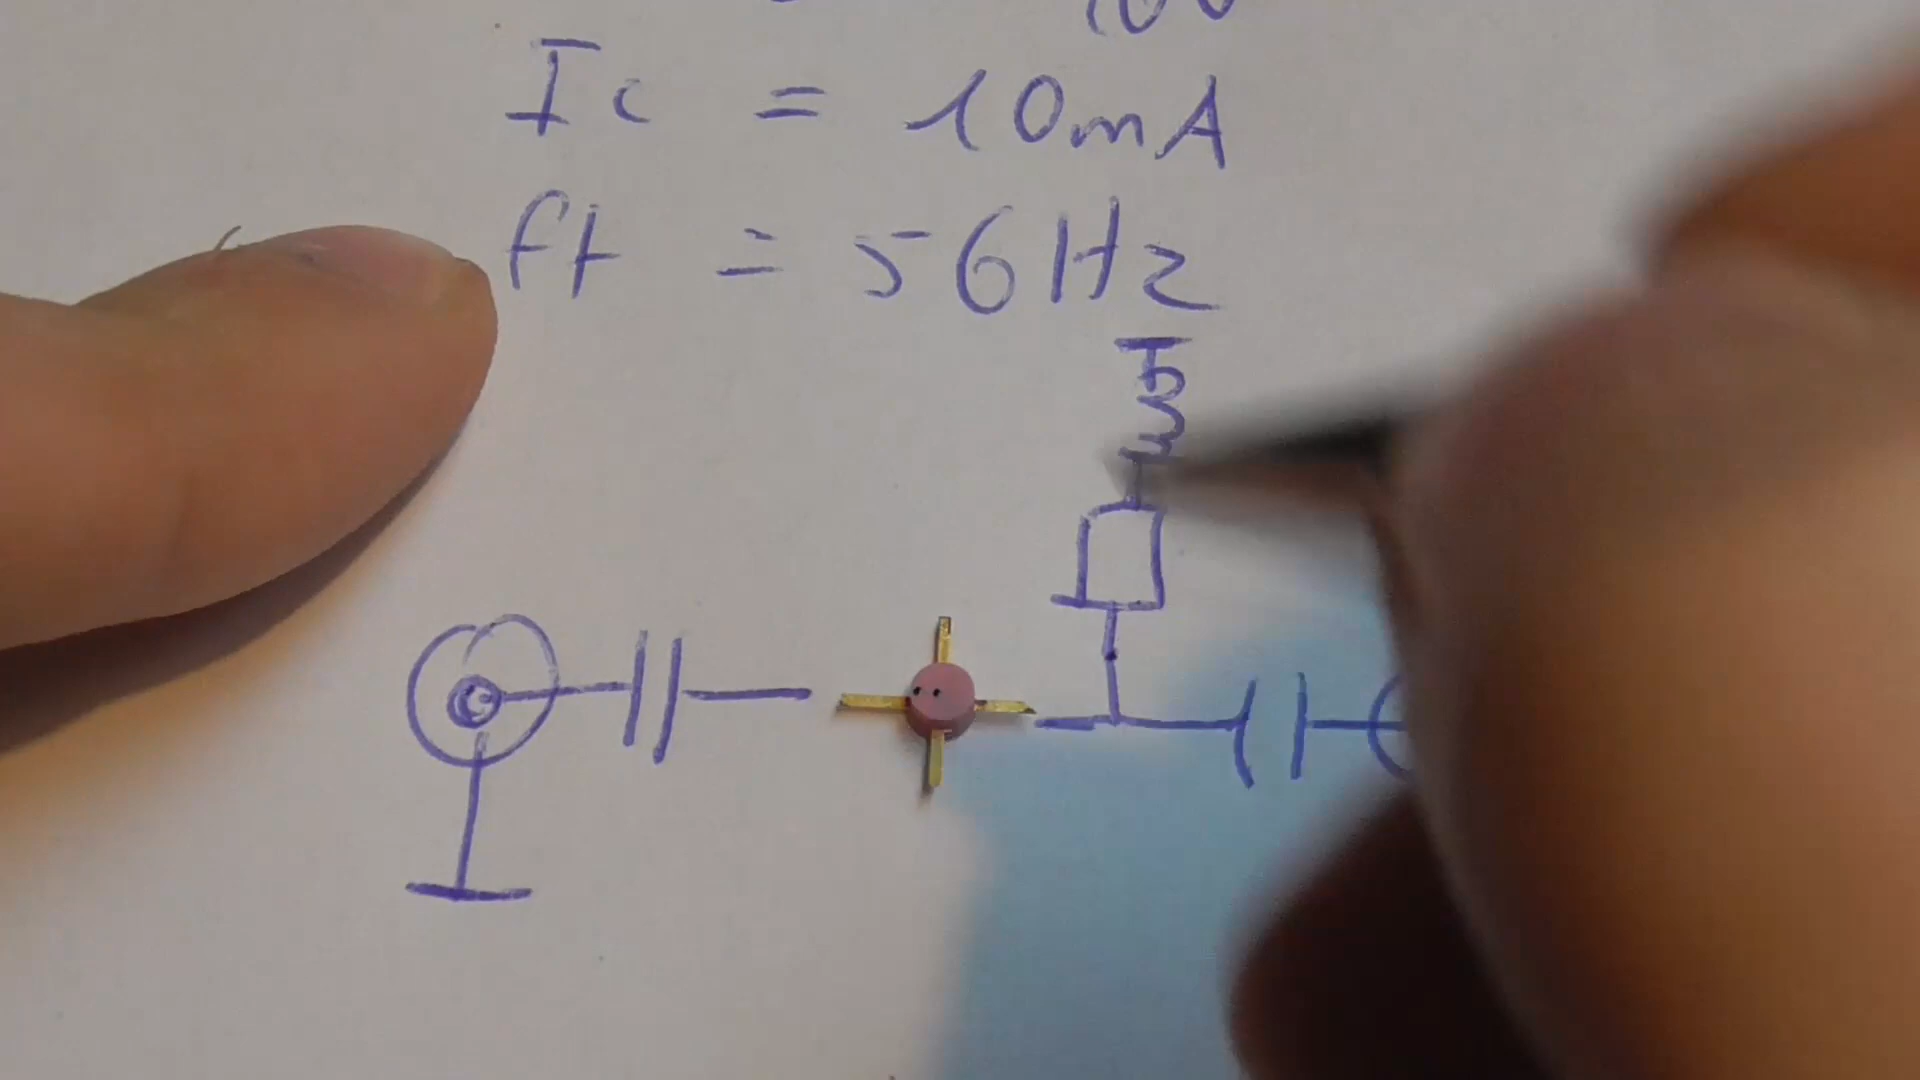 Ic = 10mA
ft = 5GHz